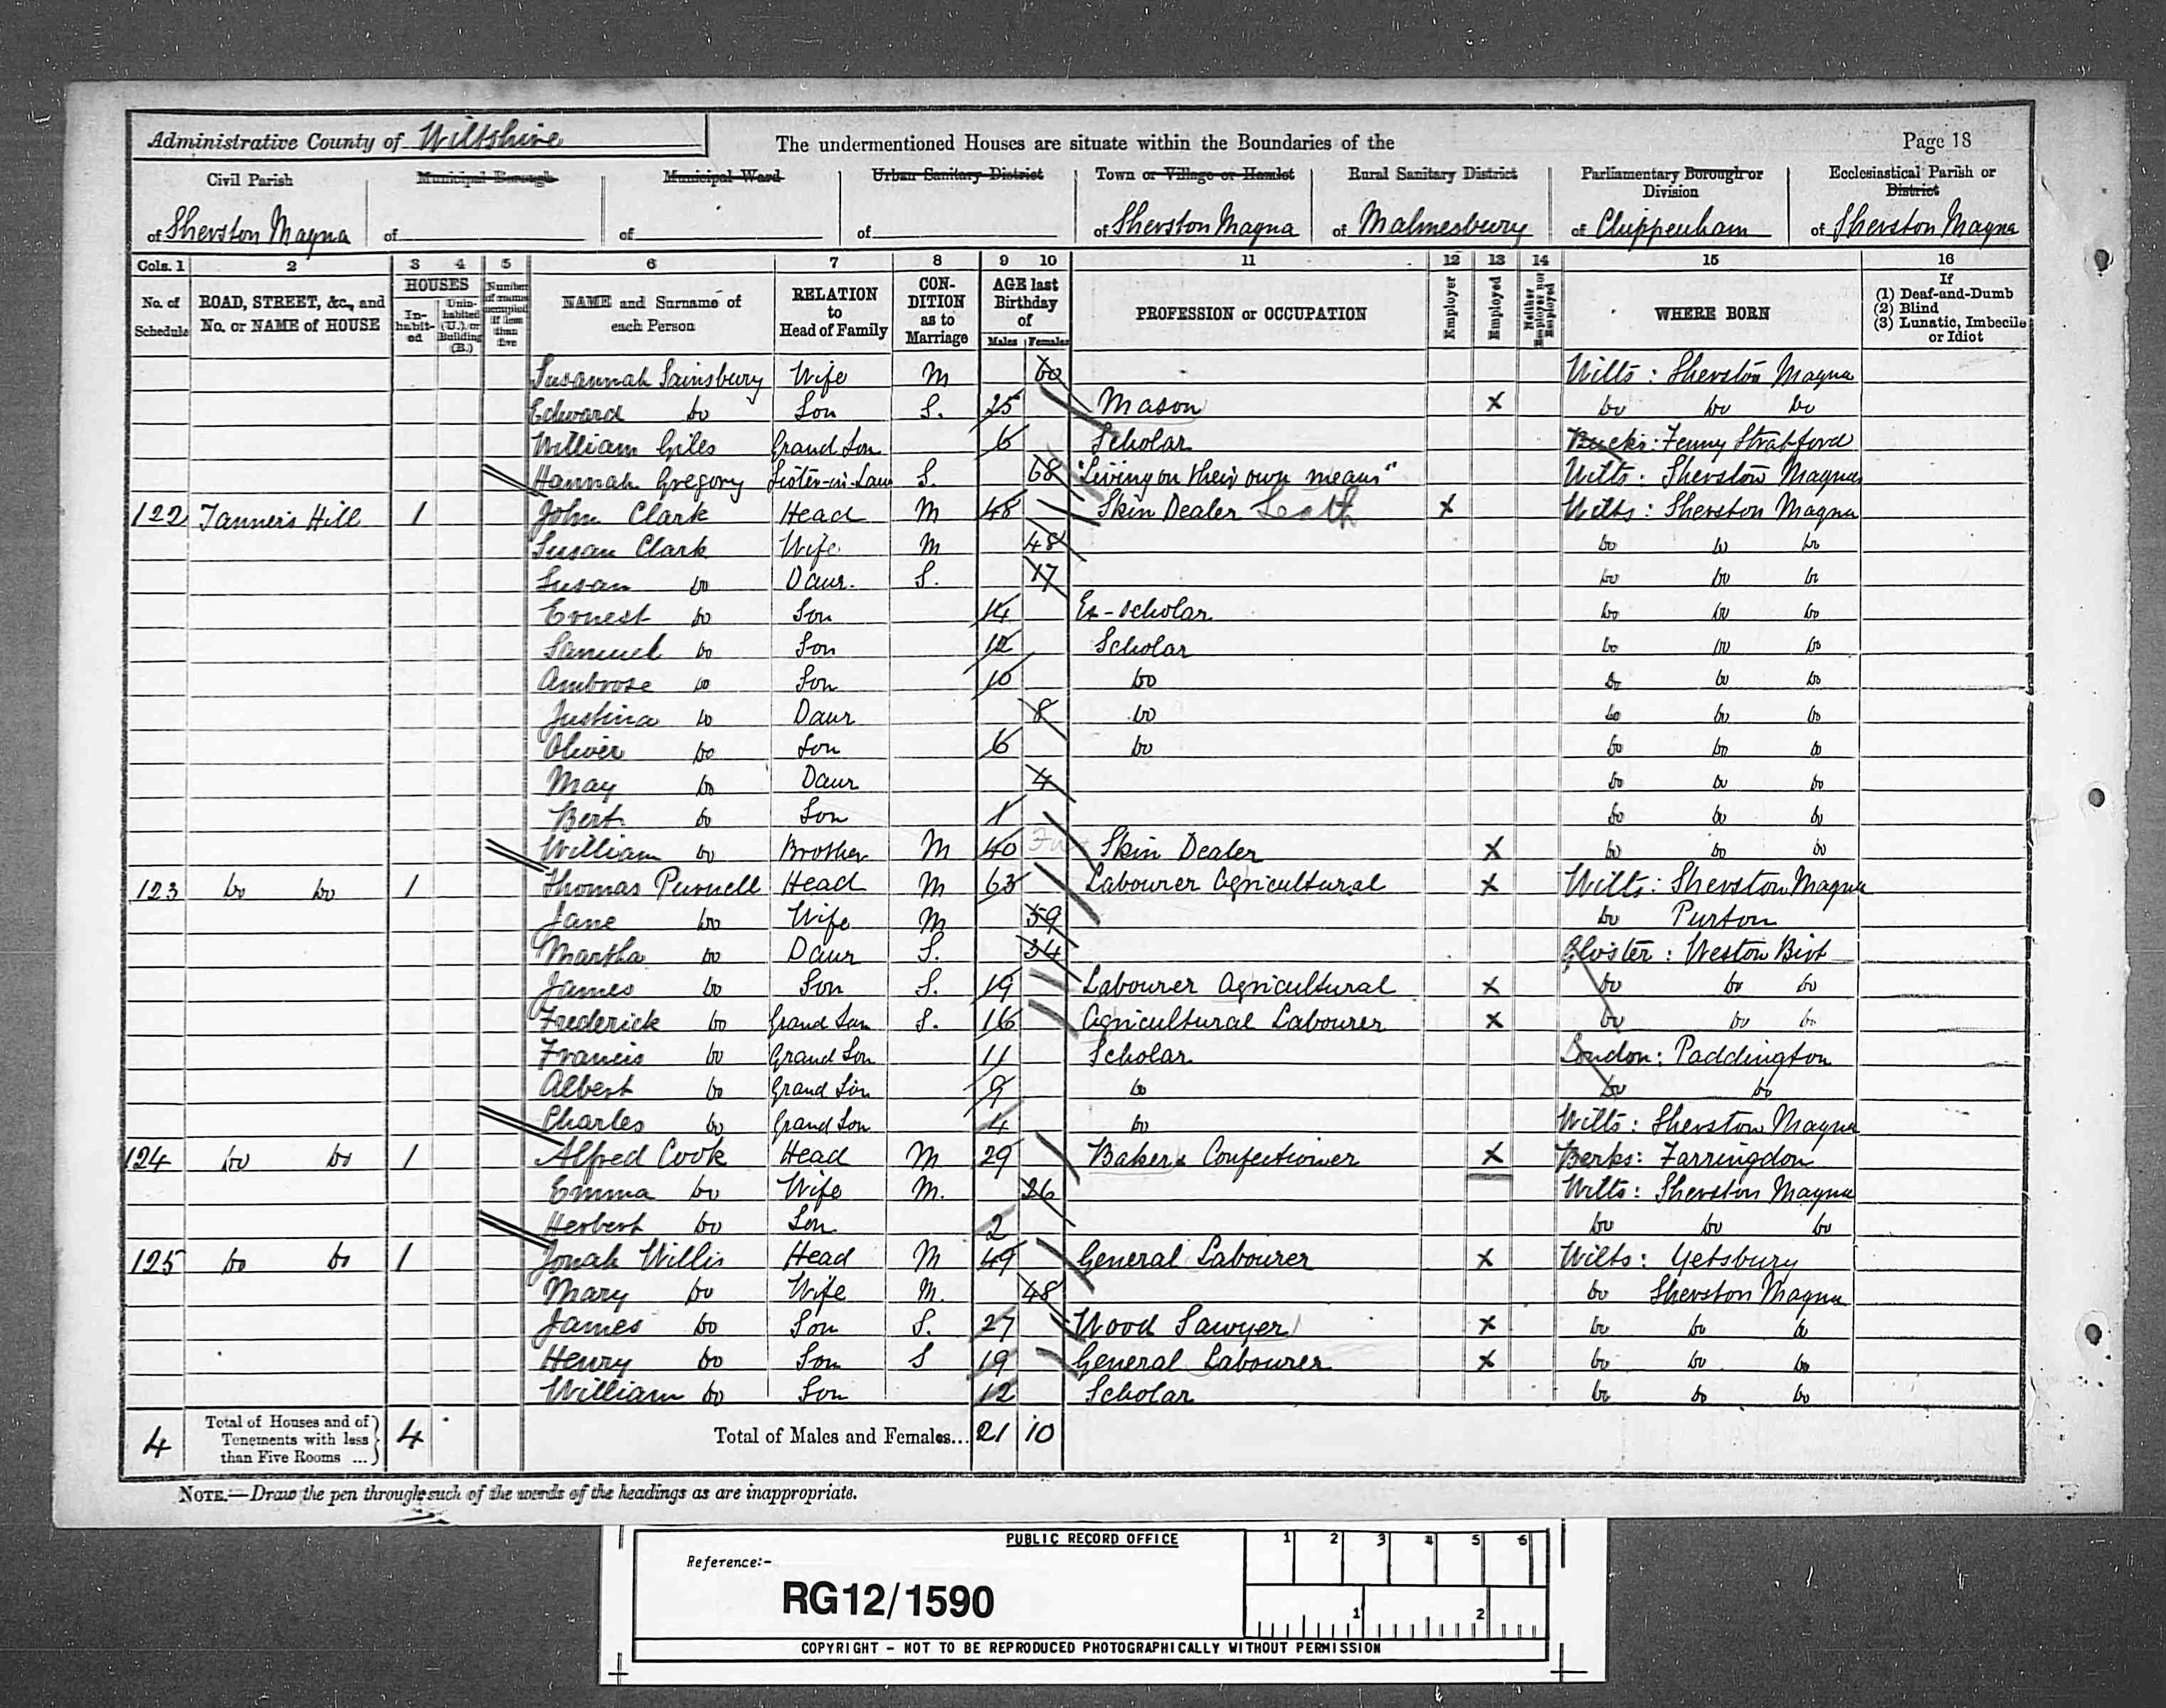 Administrative County of Wiltshire
The undermentioned Houses are situate within the Boundaries of the
Page 18
Civil Parish of Sherston Magna
Municipal Borough of
Municipal Ward of
Urban Sanitary District of
Town or Village or Hamlet of Sherston Magna
Rural Sanitary District of Malmesbury
Parliamentary Borough or Division of Chippenham
Ecclesiastical Parish or District of Sherston Magna
Cols. 1 2 3 4 5 6 7 8 9 10 11 12 13 14 15 16
No. of Schedule
ROAD, STREET, &c., and No. or NAME of HOUSE
HOUSES
In-habit-ed
Unin-habited (U.), or Building (B.)
Number of rooms occupied if less than five
NAME and Surname of each Person
RELATION to Head of Family
CON-DITION as to Marriage
AGE last Birthday of
Males Females
PROFESSION or OCCUPATION
Employer
Employed
Neither Employer nor Employed
WHERE BORN
If
(1) Deaf-and-Dumb
(2) Blind
(3) Lunatic, Imbecile or Idiot
Susannah Sainsbury Wife M 60 Wilts: Sherston Magna
Edward Do Son S. 25 Mason X Do Do Do
William Giles Grand Son 6 Scholar Bucks: Fenny Stratford
Hannah Gregory Sister-in-Law S. 68 "Living on their own means" Wilts: Sherston Magna
122 Tanners Hill 1 John Clark Head M 48 Skin Dealer Leath X Wilts: Sherston Magna
Susan Clark Wife M 48 Do Do Do
Susan Do Daur. S. 17 Do Do Do
Ernest Do Son 14 Ex-scholar Do Do Do
Samuel Do Son 12 Scholar Do Do Do
Ambrose Do Son 10 Do Do Do Do
Justina Do Daur 8 Do Do Do Do
Oliver Do Son 6 Do Do Do Do
May Do Daur 4 Do Do Do
Bert Do Son 1 Do Do Do
William Do Brother M 40 Skin Dealer X Do Do Do
123 Do Do 1 Thomas Purnell Head M 63 Labourer Agricultural X Wilts: Sherston Magna
Jane Do Wife M 59 Do Purton
Martha Do Daur S. 34 Gloster: Weston Birt
James Do Son S. 19 Labourer Agricultural X Do Do Do
Frederick Do Grand Son S. 16 Agricultural Labourer X Do Do Do
Francis Do Grand Son 11 Scholar London: Paddington
Albert Do Grand Son 9 Do Do Do
Charles Do Grand Son 4 Do Wilts: Sherston Magna
124 Do Do 1 Alfred Cook Head M 29 Baker & Confectioner X Berks: Farringdon
Emma Do Wife M. 26 Wilts: Sherston Magna
Herbert Do Son 2 Do Do Do
125 Do Do 1 Jonah Willis Head M 49 General Labourer X Wilts: Yetsbury
Mary Do Wife M. 48 Do Sherston Magna
James Do Son S. 27 Wood Sawyer X Do Do Do
Henry Do Son S 19 General Labourer X Do Do Do
William Do Son 12 Scholar Do Do Do
4 Total of Houses and of Tenements with less than Five Rooms ... 4 Total of Males and Females... 21 10
NOTE.—Draw the pen through such of the words of the headings as are inappropriate.
PUBLIC RECORD OFFICE
1 2 3 4 5 6
Reference:-
RG12/1590
1 2
COPYRIGHT - NOT TO BE REPRODUCED PHOTOGRAPHICALLY WITHOUT PERMISSION